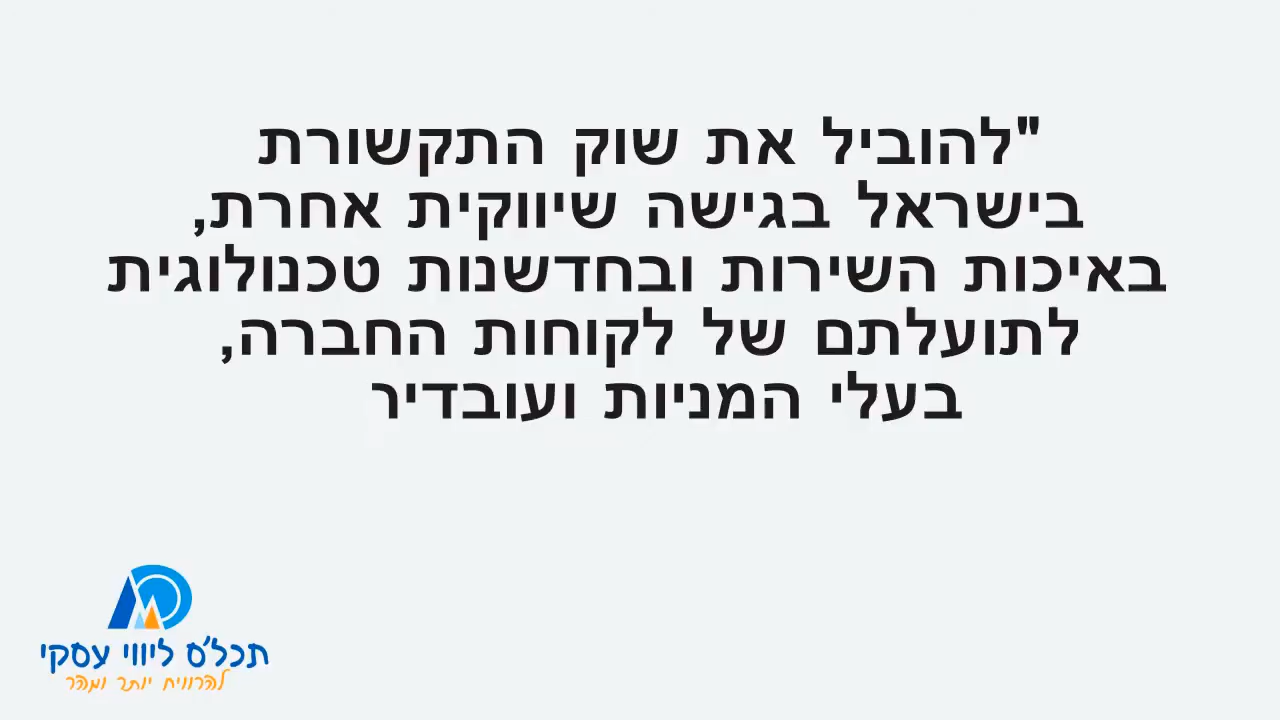 "להוביל את שוק התקשורת
בישראל בגישה שיווקית אחרת,
באיכות השירות ובחדשנות טכנולוגית
לתועלתם של לקוחות החברה,
בעלי המניות ועובדיר
תכל'ס ליווי עסקי
להרוויח יותר ומהר